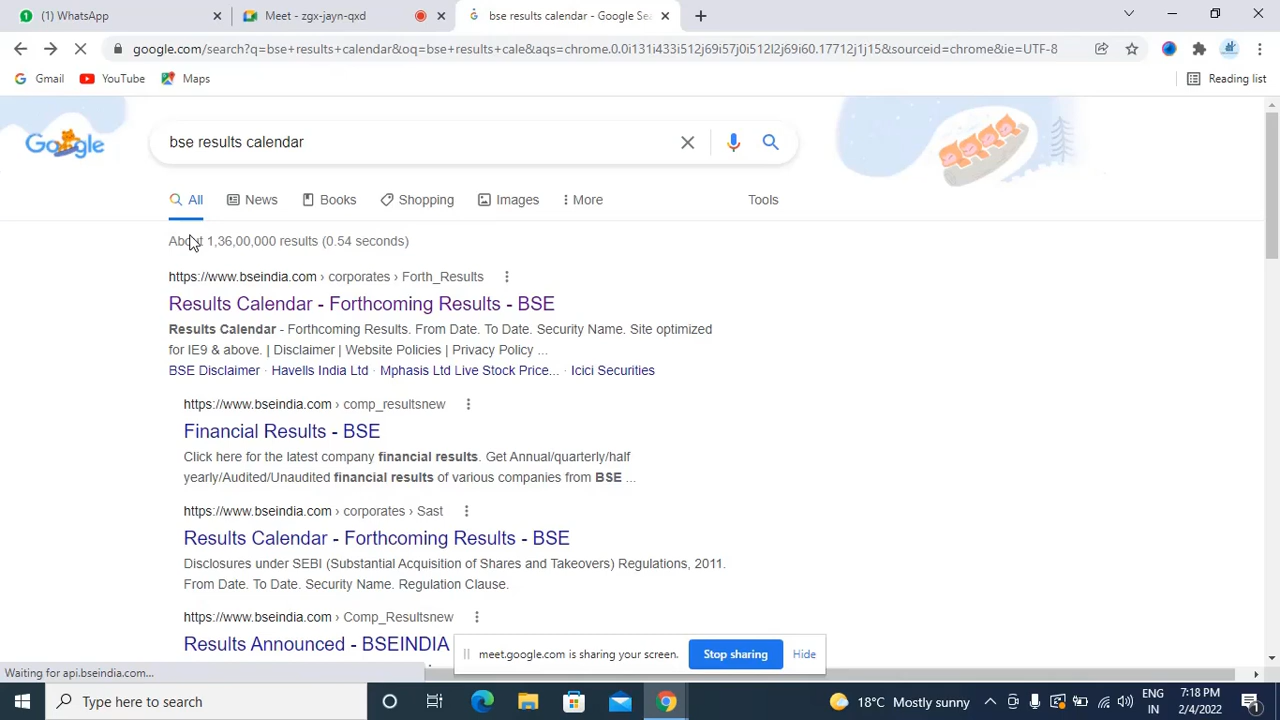 (1) WhatsApp
Meet - zgx-jayn-qxd
bse results calendar - Google Se
google.com/search?q=bse+results+calendar&oq=bse+results+cale&aqs=chrome.0.0i131i433i512j69i57j0i512l2j69i60.17712j1j15&sourceid=chrome&ie=UTF-8
Gmail YouTube Maps Reading list
Google bse results calendar
All News Books Shopping Images More Tools
About 1,36,00,000 results (0.54 seconds)
https://www.bseindia.com › corporates › Forth_Results
Results Calendar - Forthcoming Results - BSE
Results Calendar - Forthcoming Results. From Date. To Date. Security Name. Site optimized
for IE9 & above. | Disclaimer | Website Policies | Privacy Policy ...
BSE Disclaimer · Havells India Ltd · Mphasis Ltd Live Stock Price... · Icici Securities
https://www.bseindia.com › comp_resultsnew
Financial Results - BSE
Click here for the latest company financial results. Get Annual/quarterly/half
yearly/Audited/Unaudited financial results of various companies from BSE ...
https://www.bseindia.com › corporates › Sast
Results Calendar - Forthcoming Results - BSE
Disclosures under SEBI (Substantial Acquisition of Shares and Takeovers) Regulations, 2011.
From Date. To Date. Security Name. Regulation Clause.
https://www.bseindia.com › Comp_Resultsnew
Results Announced - BSEINDIA
meet.google.com is sharing your screen. Stop sharing Hide
Waiting for api.bseindia.com...
Type here to search
18°C Mostly sunny
ENG
IN
7:18 PM
2/4/2022
1